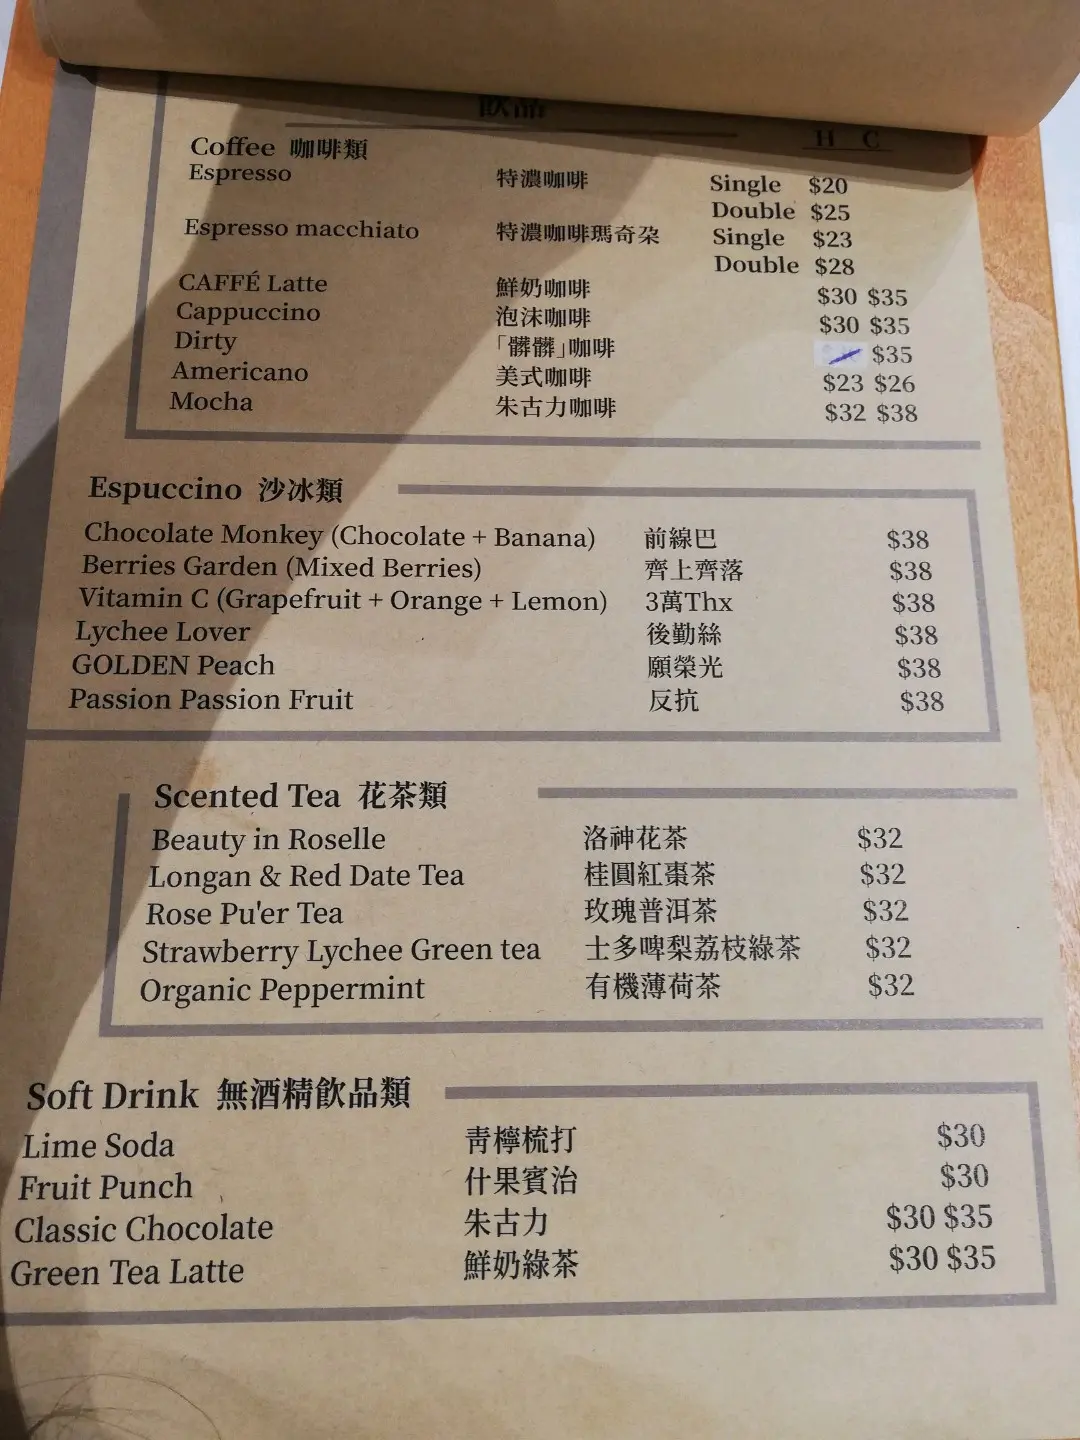 飲品
H C
Coffee 咖啡類
Espresso 特濃咖啡 Single $20
Double $25
Espresso macchiato 特濃咖啡瑪奇朶 Single $23
Double $28
CAFFÉ Latte 鮮奶咖啡 $30 $35
Cappuccino 泡沫咖啡 $30 $35
Dirty 「髒髒」咖啡 $35
Americano 美式咖啡 $23 $26
Mocha 朱古力咖啡 $32 $38
Espuccino 沙冰類
Chocolate Monkey (Chocolate + Banana) 前線巴 $38
Berries Garden (Mixed Berries) 齊上齊落 $38
Vitamin C (Grapefruit + Orange + Lemon) 3萬Thx $38
Lychee Lover 後勤絲 $38
GOLDEN Peach 願榮光 $38
Passion Passion Fruit 反抗 $38
Scented Tea 花茶類
Beauty in Roselle 洛神花茶 $32
Longan & Red Date Tea 桂圓紅棗茶 $32
Rose Pu'er Tea 玫瑰普洱茶 $32
Strawberry Lychee Green tea 士多啤梨荔枝綠茶 $32
Organic Peppermint 有機薄荷茶 $32
Soft Drink 無酒精飲品類
Lime Soda 靑檸梳打 $30
Fruit Punch 什果賓治 $30
Classic Chocolate 朱古力 $30 $35
Green Tea Latte 鮮奶綠茶 $30 $35